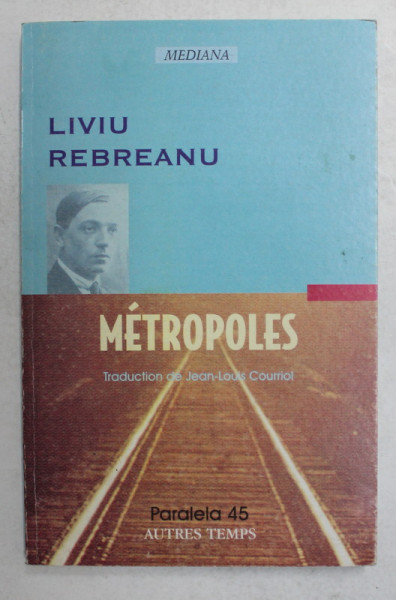 MEDIANA
LIVIU
REBREANU
MÉTROPOLES
Traduction de Jean-Louis Courriol
Paralela 45
AUTRES TEMPS